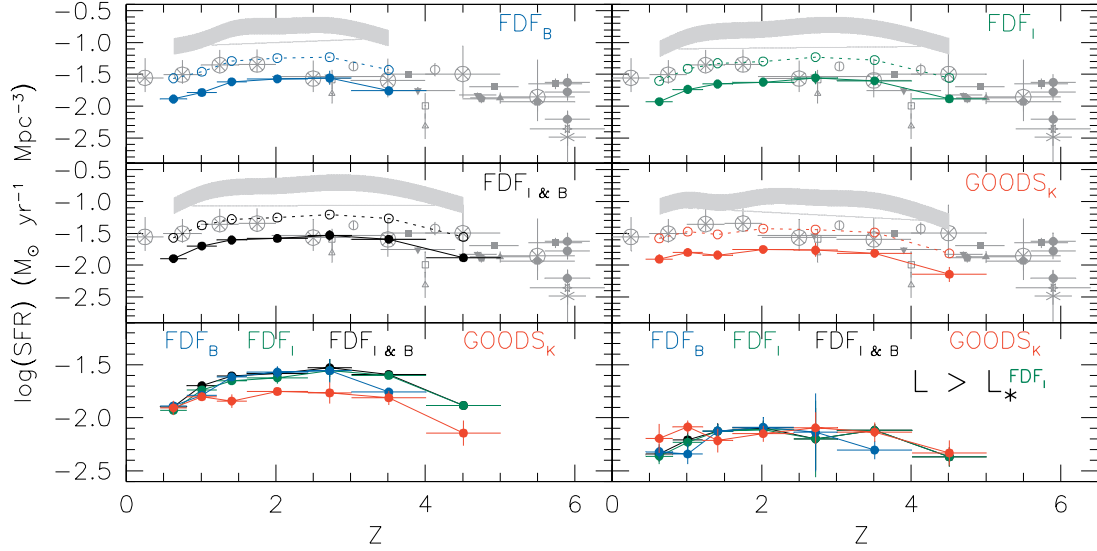 FDF_B
FDF_I
-0.5
-1.0
-1.5
-2.0
-2.5
FDF_I & B
GOODS_K
-0.5
-1.0
-1.5
-2.0
-2.5
FDF_B FDF_I FDF_I & B GOODS_K
FDF_B FDF_I FDF_I & B GOODS_K
L > L_*^FDF_I
-1.5
-2.0
-2.5
0 2 4 6
0 2 4 6
Z
Z
log(SFR) (M_⊙ yr⁻¹ Mpc⁻³)